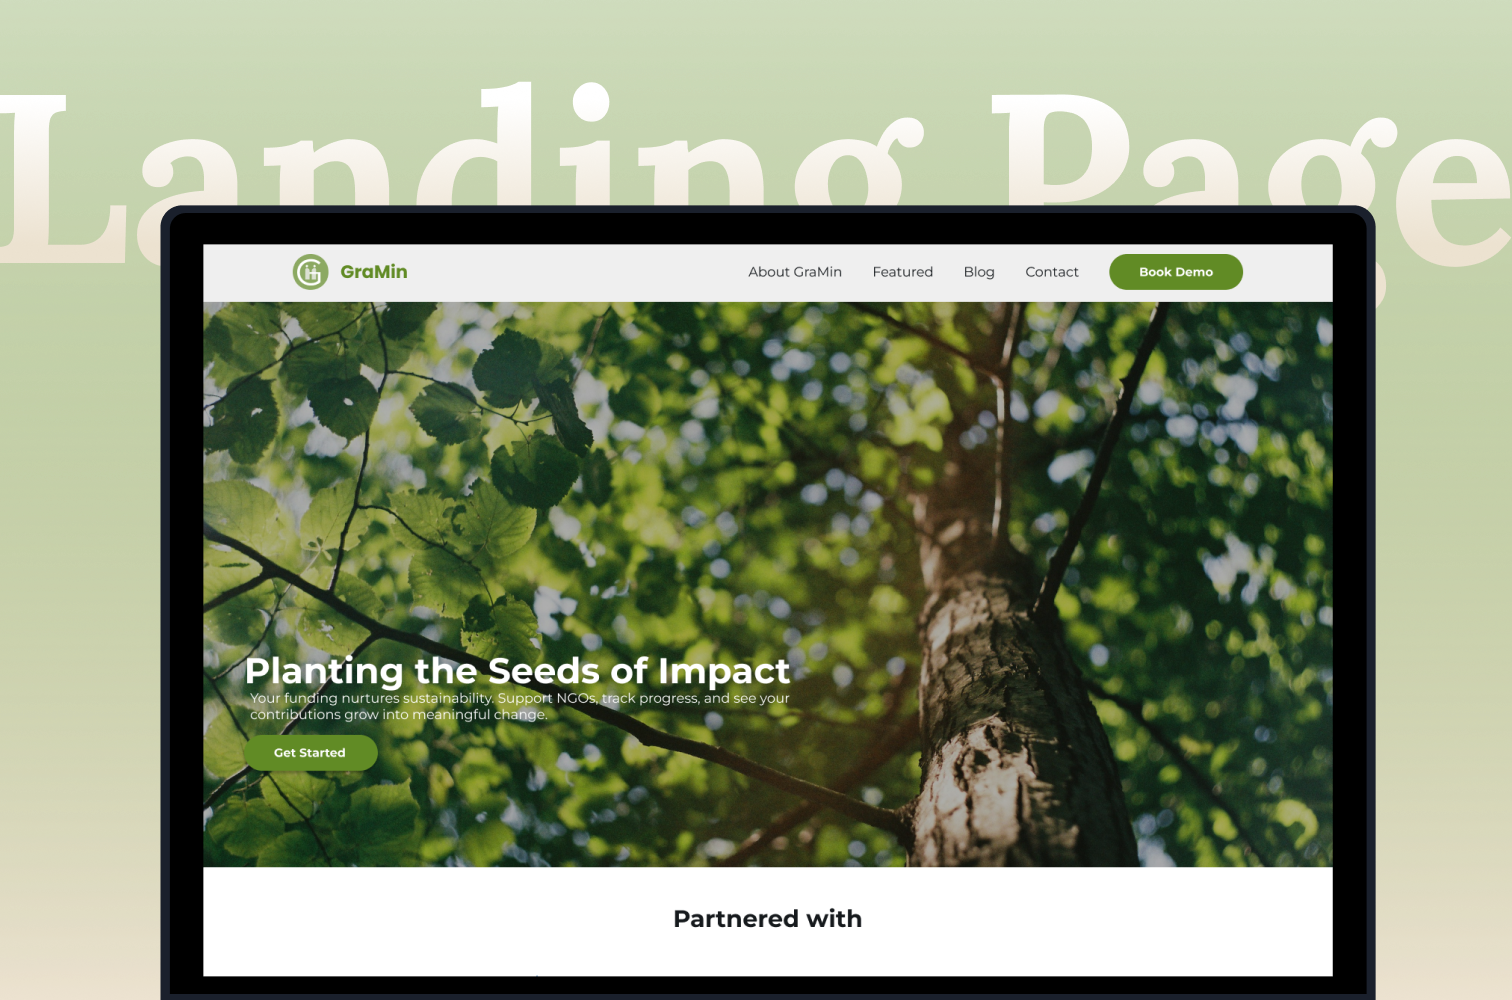 Landing Page
GraMin
About GraMin Featured Blog Contact Book Demo
Planting the Seeds of Impact
Your funding nurtures sustainability. Support NGOs, track progress, and see your
contributions grow into meaningful change.
Get Started
Partnered with